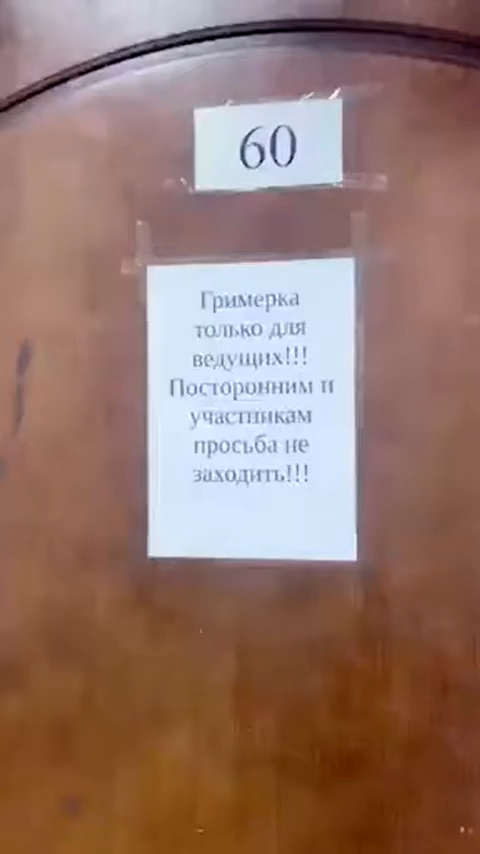 60
Гримерка
только для
ведущих!!!
Посторонним и
участникам
просьба не
заходить!!!